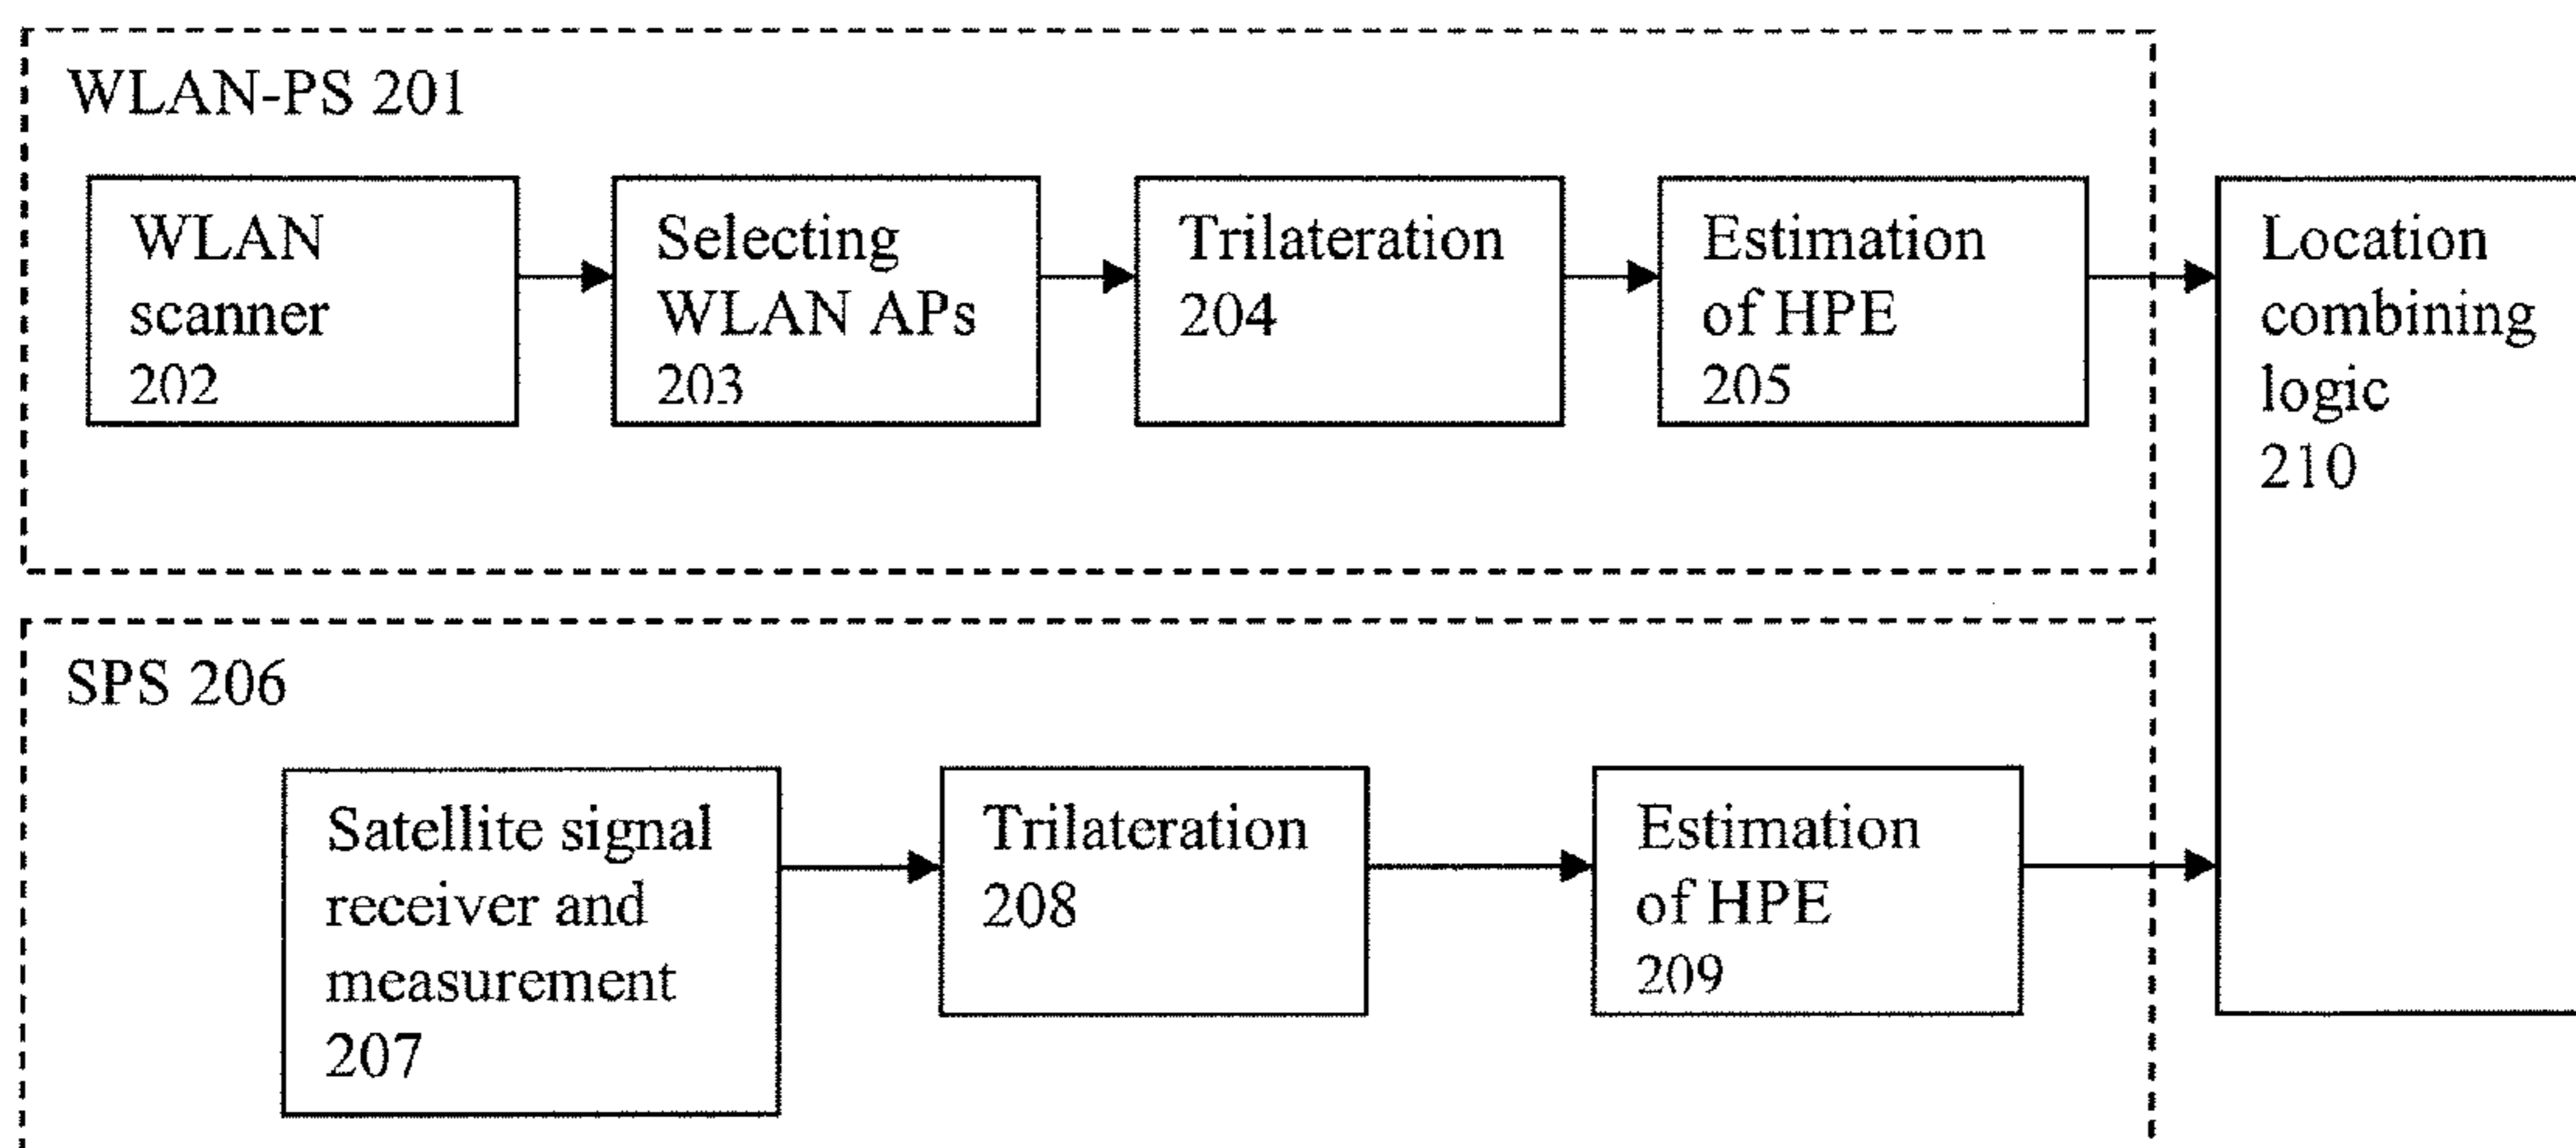 WLAN-PS 201
WLAN
scanner
202
Selecting
WLAN APs
203
Trilateration
204
Estimation
of HPE
205
Location
combining
logic
210
SPS 206
Satellite signal
receiver and
measurement
207
Trilateration
208
Estimation
of HPE
209